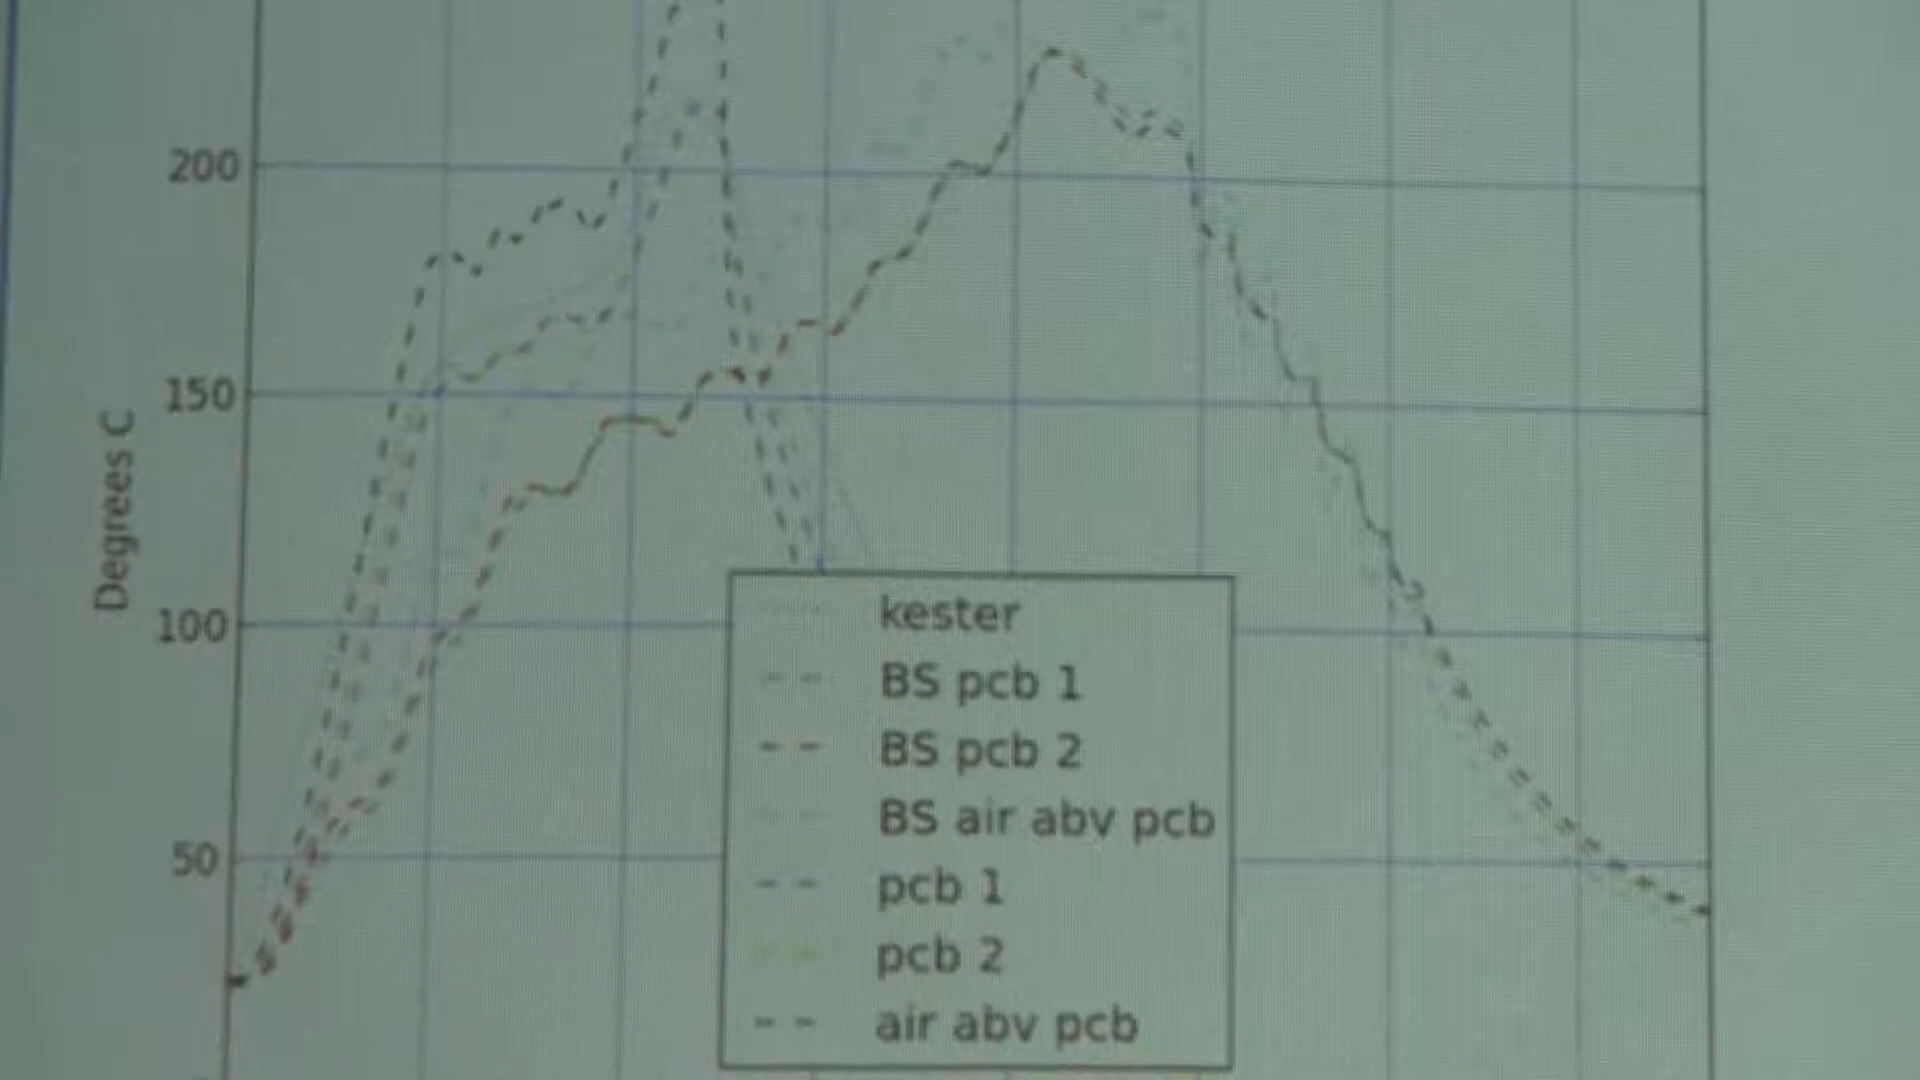 200
150
100
50
Degrees C
kester
BS pcb 1
BS pcb 2
BS air abv pcb
pcb 1
pcb 2
air abv pcb